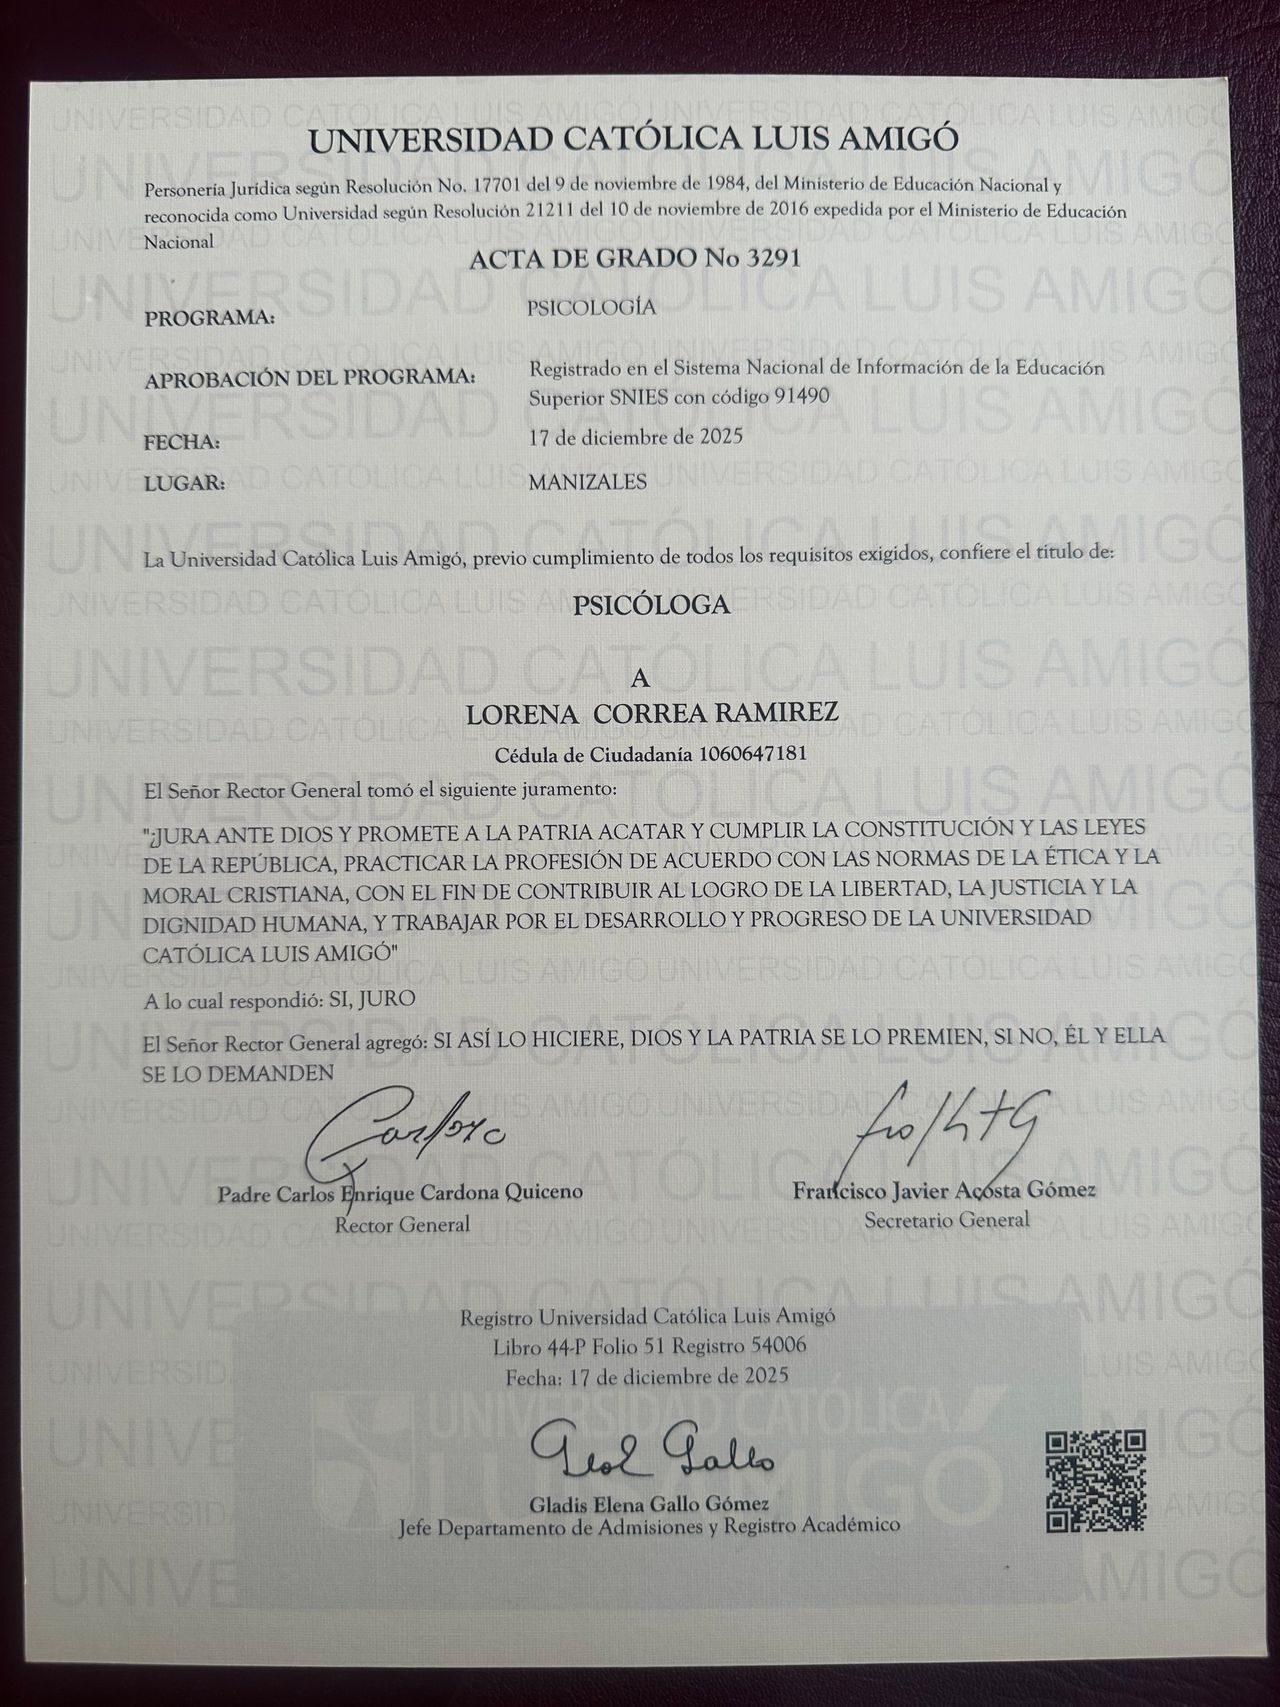 UNIVERSIDAD CATÓLICA LUIS AMIGÓ
Personería Jurídica según Resolución No. 17701 del 9 de noviembre de 1984, del Ministerio de Educación Nacional y
reconocida como Universidad según Resolución 21211 del 10 de noviembre de 2016 expedida por el Ministerio de Educación
Nacional
ACTA DE GRADO No 3291
PROGRAMA: PSICOLOGÍA
APROBACIÓN DEL PROGRAMA: Registrado en el Sistema Nacional de Información de la Educación
Superior SNIES con código 91490
FECHA: 17 de diciembre de 2025
LUGAR: MANIZALES
La Universidad Católica Luis Amigó, previo cumplimiento de todos los requisitos exigidos, confiere el título de:
PSICÓLOGA
A
LORENA CORREA RAMIREZ
Cédula de Ciudadanía 1060647181
El Señor Rector General tomó el siguiente juramento:
"¿JURA ANTE DIOS Y PROMETE A LA PATRIA ACATAR Y CUMPLIR LA CONSTITUCIÓN Y LAS LEYES
DE LA REPÚBLICA, PRACTICAR LA PROFESIÓN DE ACUERDO CON LAS NORMAS DE LA ÉTICA Y LA
MORAL CRISTIANA, CON EL FIN DE CONTRIBUIR AL LOGRO DE LA LIBERTAD, LA JUSTICIA Y LA
DIGNIDAD HUMANA, Y TRABAJAR POR EL DESARROLLO Y PROGRESO DE LA UNIVERSIDAD
CATÓLICA LUIS AMIGÓ"
A lo cual respondió: SI, JURO
El Señor Rector General agregó: SI ASÍ LO HICIERE, DIOS Y LA PATRIA SE LO PREMIEN, SI NO, ÉL Y ELLA
SE LO DEMANDEN
Padre Carlos Enrique Cardona Quiceno
Rector General
Francisco Javier Acosta Gómez
Secretario General
Registro Universidad Católica Luis Amigó
Libro 44-P Folio 51 Registro 54006
Fecha: 17 de diciembre de 2025
Gladis Elena Gallo Gómez
Jefe Departamento de Admisiones y Registro Académico